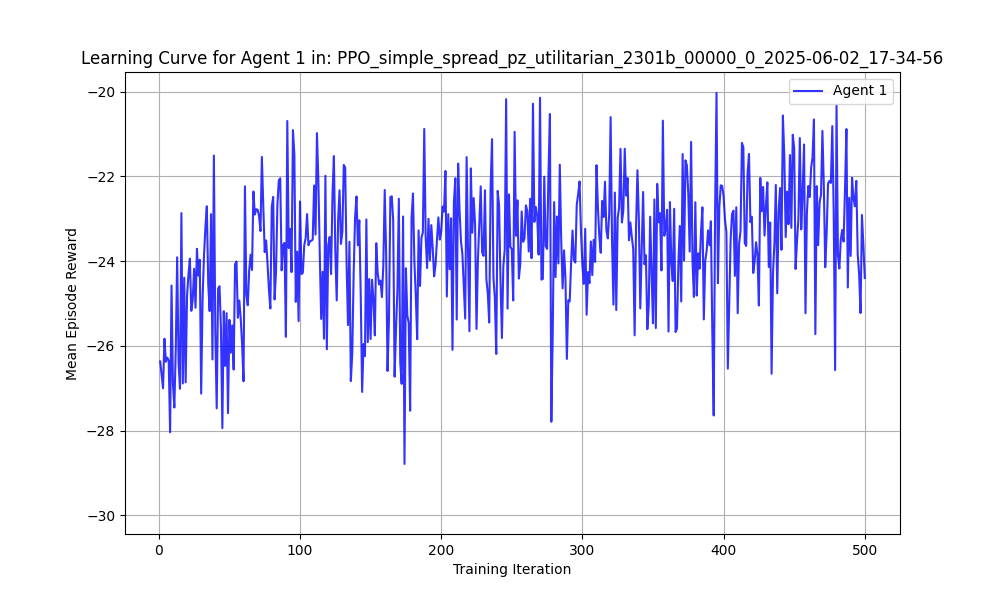 Learning Curve for Agent 1 in: PPO_simple_spread_pz_utilitarian_2301b_00000_0_2025-06-02_17-34-56
Agent 1
Mean Episode Reward
−20
−22
−24
−26
−28
−30
0 100 200 300 400 500
Training Iteration